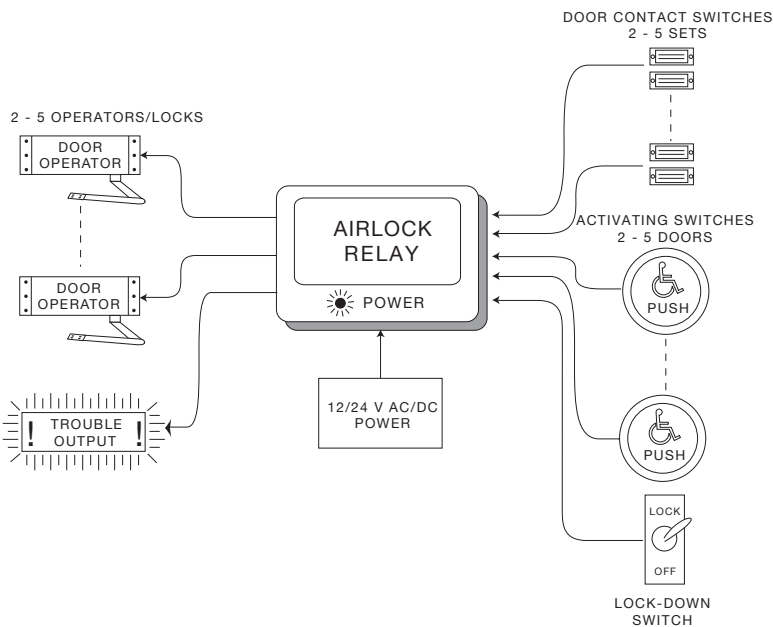 DOOR CONTACT SWITCHES
2 - 5 SETS
2 - 5 OPERATORS/LOCKS
DOOR
OPERATOR
AIRLOCK
RELAY
POWER
ACTIVATING SWITCHES
2 - 5 DOORS
PUSH
DOOR
OPERATOR
12/24 V AC/DC
POWER
! TROUBLE !
OUTPUT
PUSH
LOCK
OFF
LOCK-DOWN
SWITCH